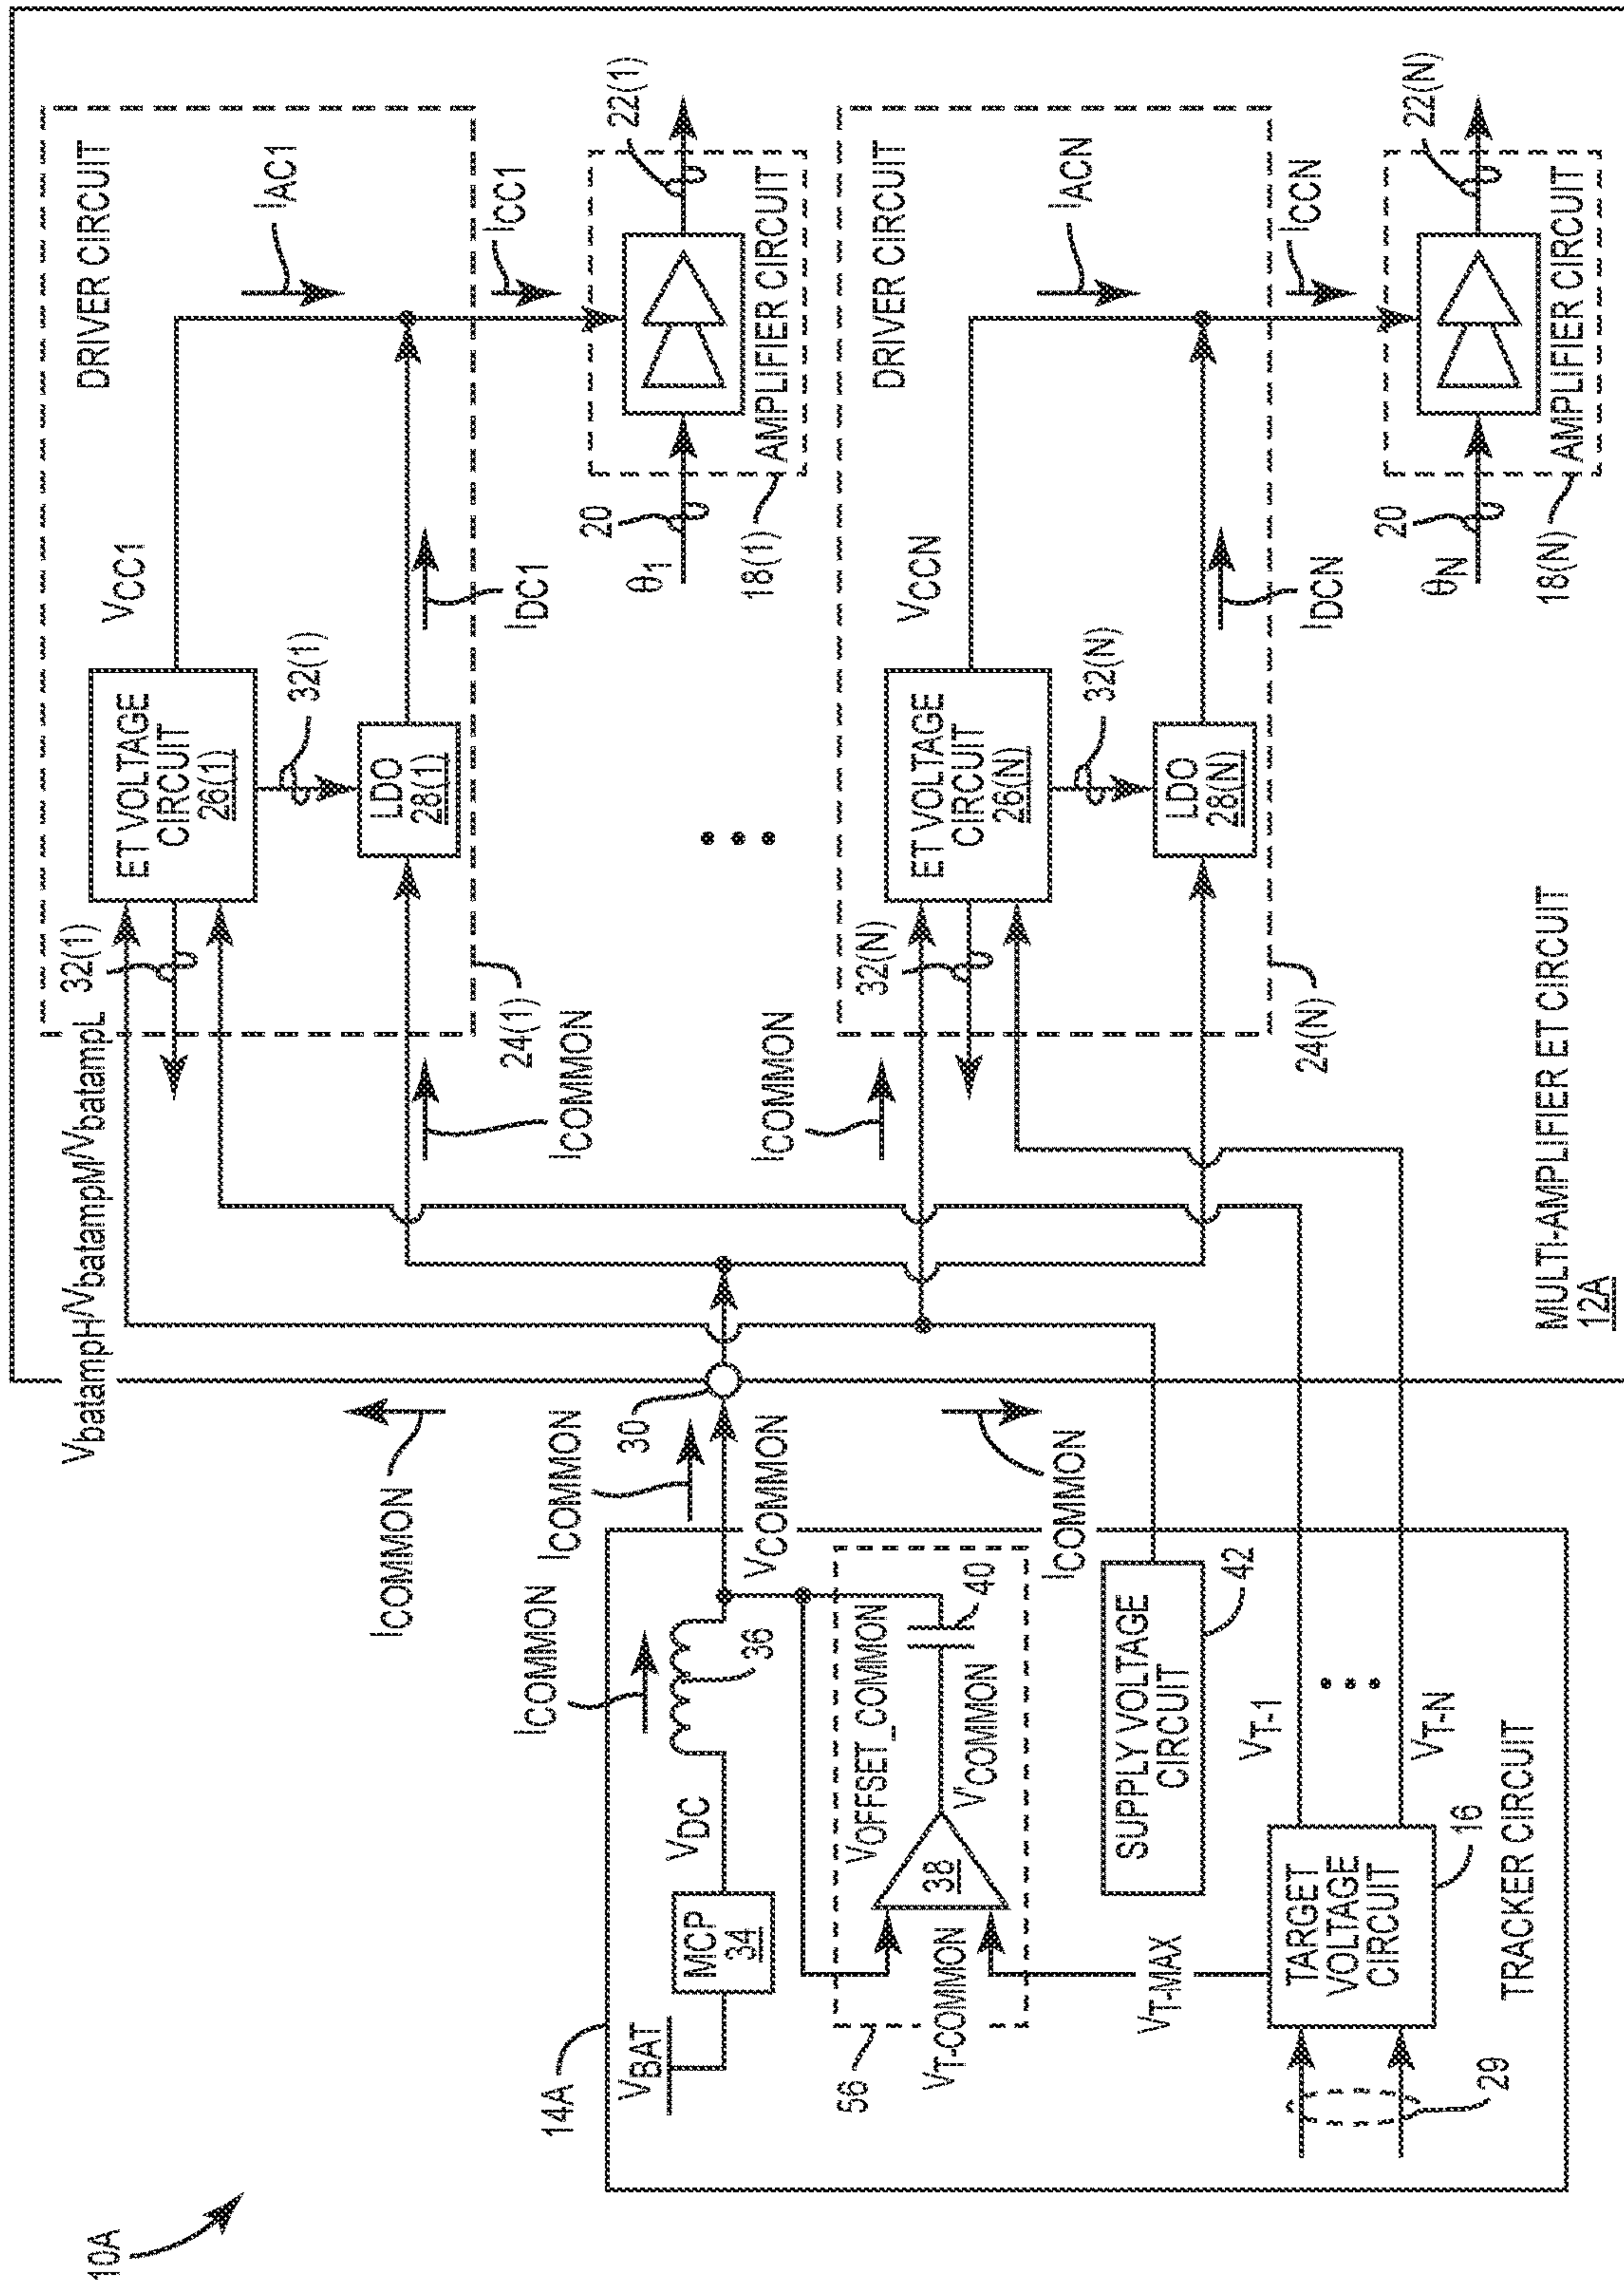 10A
14A
VBAT
MCP
34
VDC
ICOMMON
36
ICOMMON
ICOMMON
VCOMMON
30
ICOMMON
56
VOFFSET_COMMON
38
40
V'COMMON
VT-COMMON
VT-MAX
SUPPLY VOLTAGE
CIRCUIT
42
TARGET
VOLTAGE
CIRCUIT
16
29
VT-1
VT-N
TRACKER CIRCUIT
VbatampH/VbatampM/VbatampL
32(1)
ET VOLTAGE
CIRCUIT
26(1)
VCC1
DRIVER CIRCUIT
32(1)
IAC1
LDO
28(1)
IDC1
ICC1
24(1)
ICOMMON
20
θ1
22(1)
18(1)
AMPLIFIER CIRCUIT
ICOMMON
32(N)
ET VOLTAGE
CIRCUIT
26(N)
VCCN
DRIVER CIRCUIT
32(N)
IACN
LDO
28(N)
IDCN
ICCN
24(N)
20
θN
22(N)
18(N)
AMPLIFIER CIRCUIT
ICOMMON
MULTI-AMPLIFIER ET CIRCUIT
12A